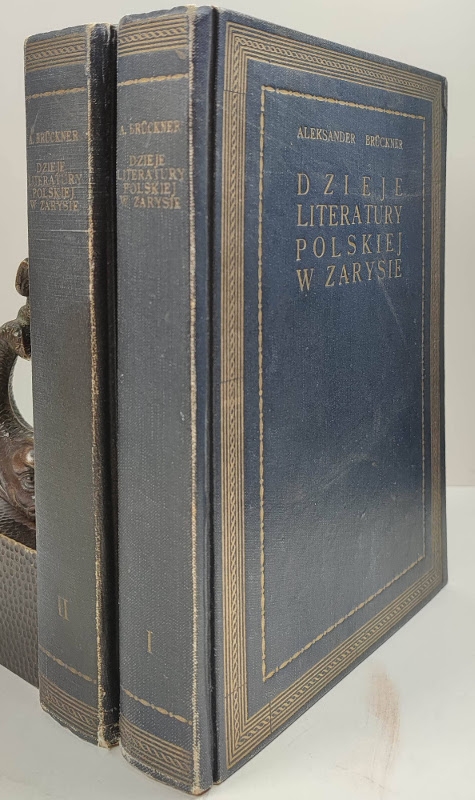 A. BRÜCKNER
DZIEJE
LITERATURY
POLSKIEJ
W ZARYSIE
II
A. BRÜCKNER
DZIEJE
LITERATURY
POLSKIEJ
W ZARYSIE
I
ALEKSANDER BRÜCKNER
DZIEJE
LITERATURY
POLSKIEJ
W ZARYSIE